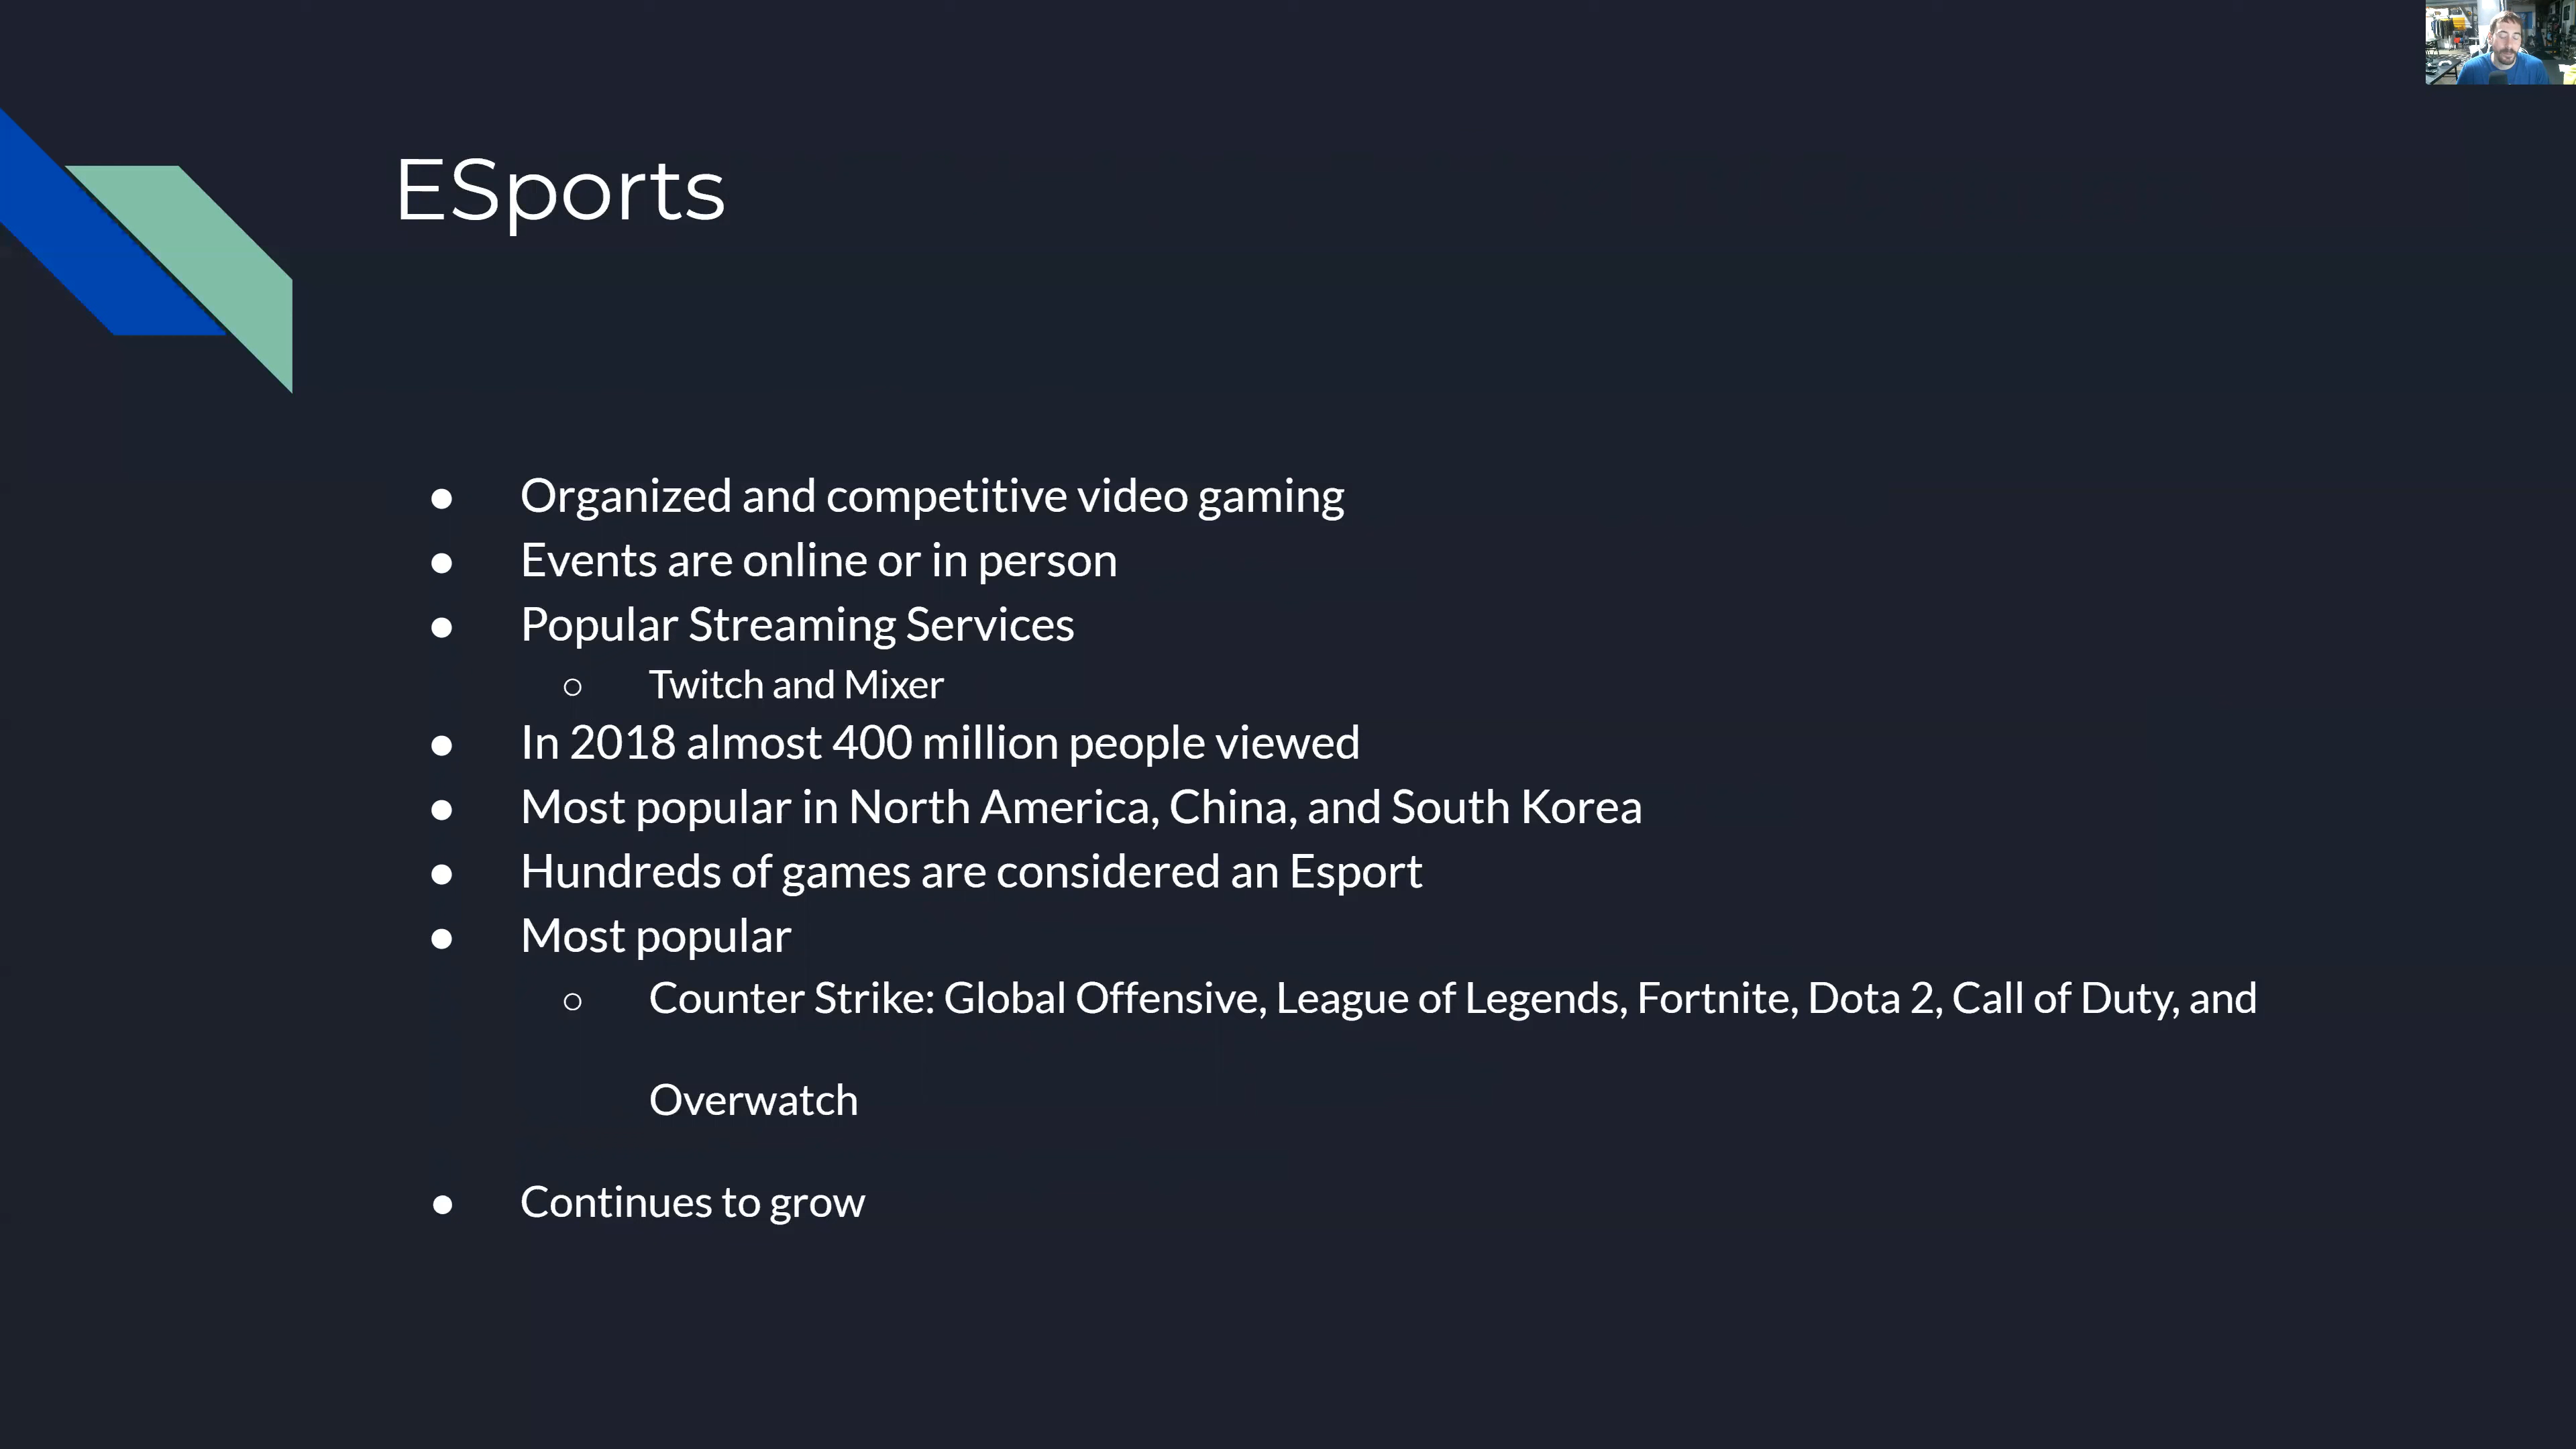 ESports
● Organized and competitive video gaming
● Events are online or in person
● Popular Streaming Services
○ Twitch and Mixer
● In 2018 almost 400 million people viewed
● Most popular in North America, China, and South Korea
● Hundreds of games are considered an Esport
● Most popular
○ Counter Strike: Global Offensive, League of Legends, Fortnite, Dota 2, Call of Duty, and
Overwatch
● Continues to grow